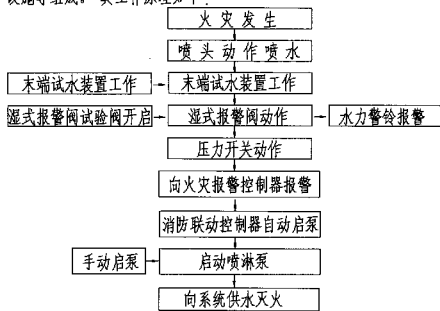 火灾发生
喷头动作喷水
末端试水装置工作 末端试水装置工作
湿式报警阀试验阀开启 湿式报警阀动作 水力警铃报警
压力开关动作
向火灾报警控制器报警
消防联动控制器自动启泵
手动启泵 启动喷淋泵
向系统供水灭火